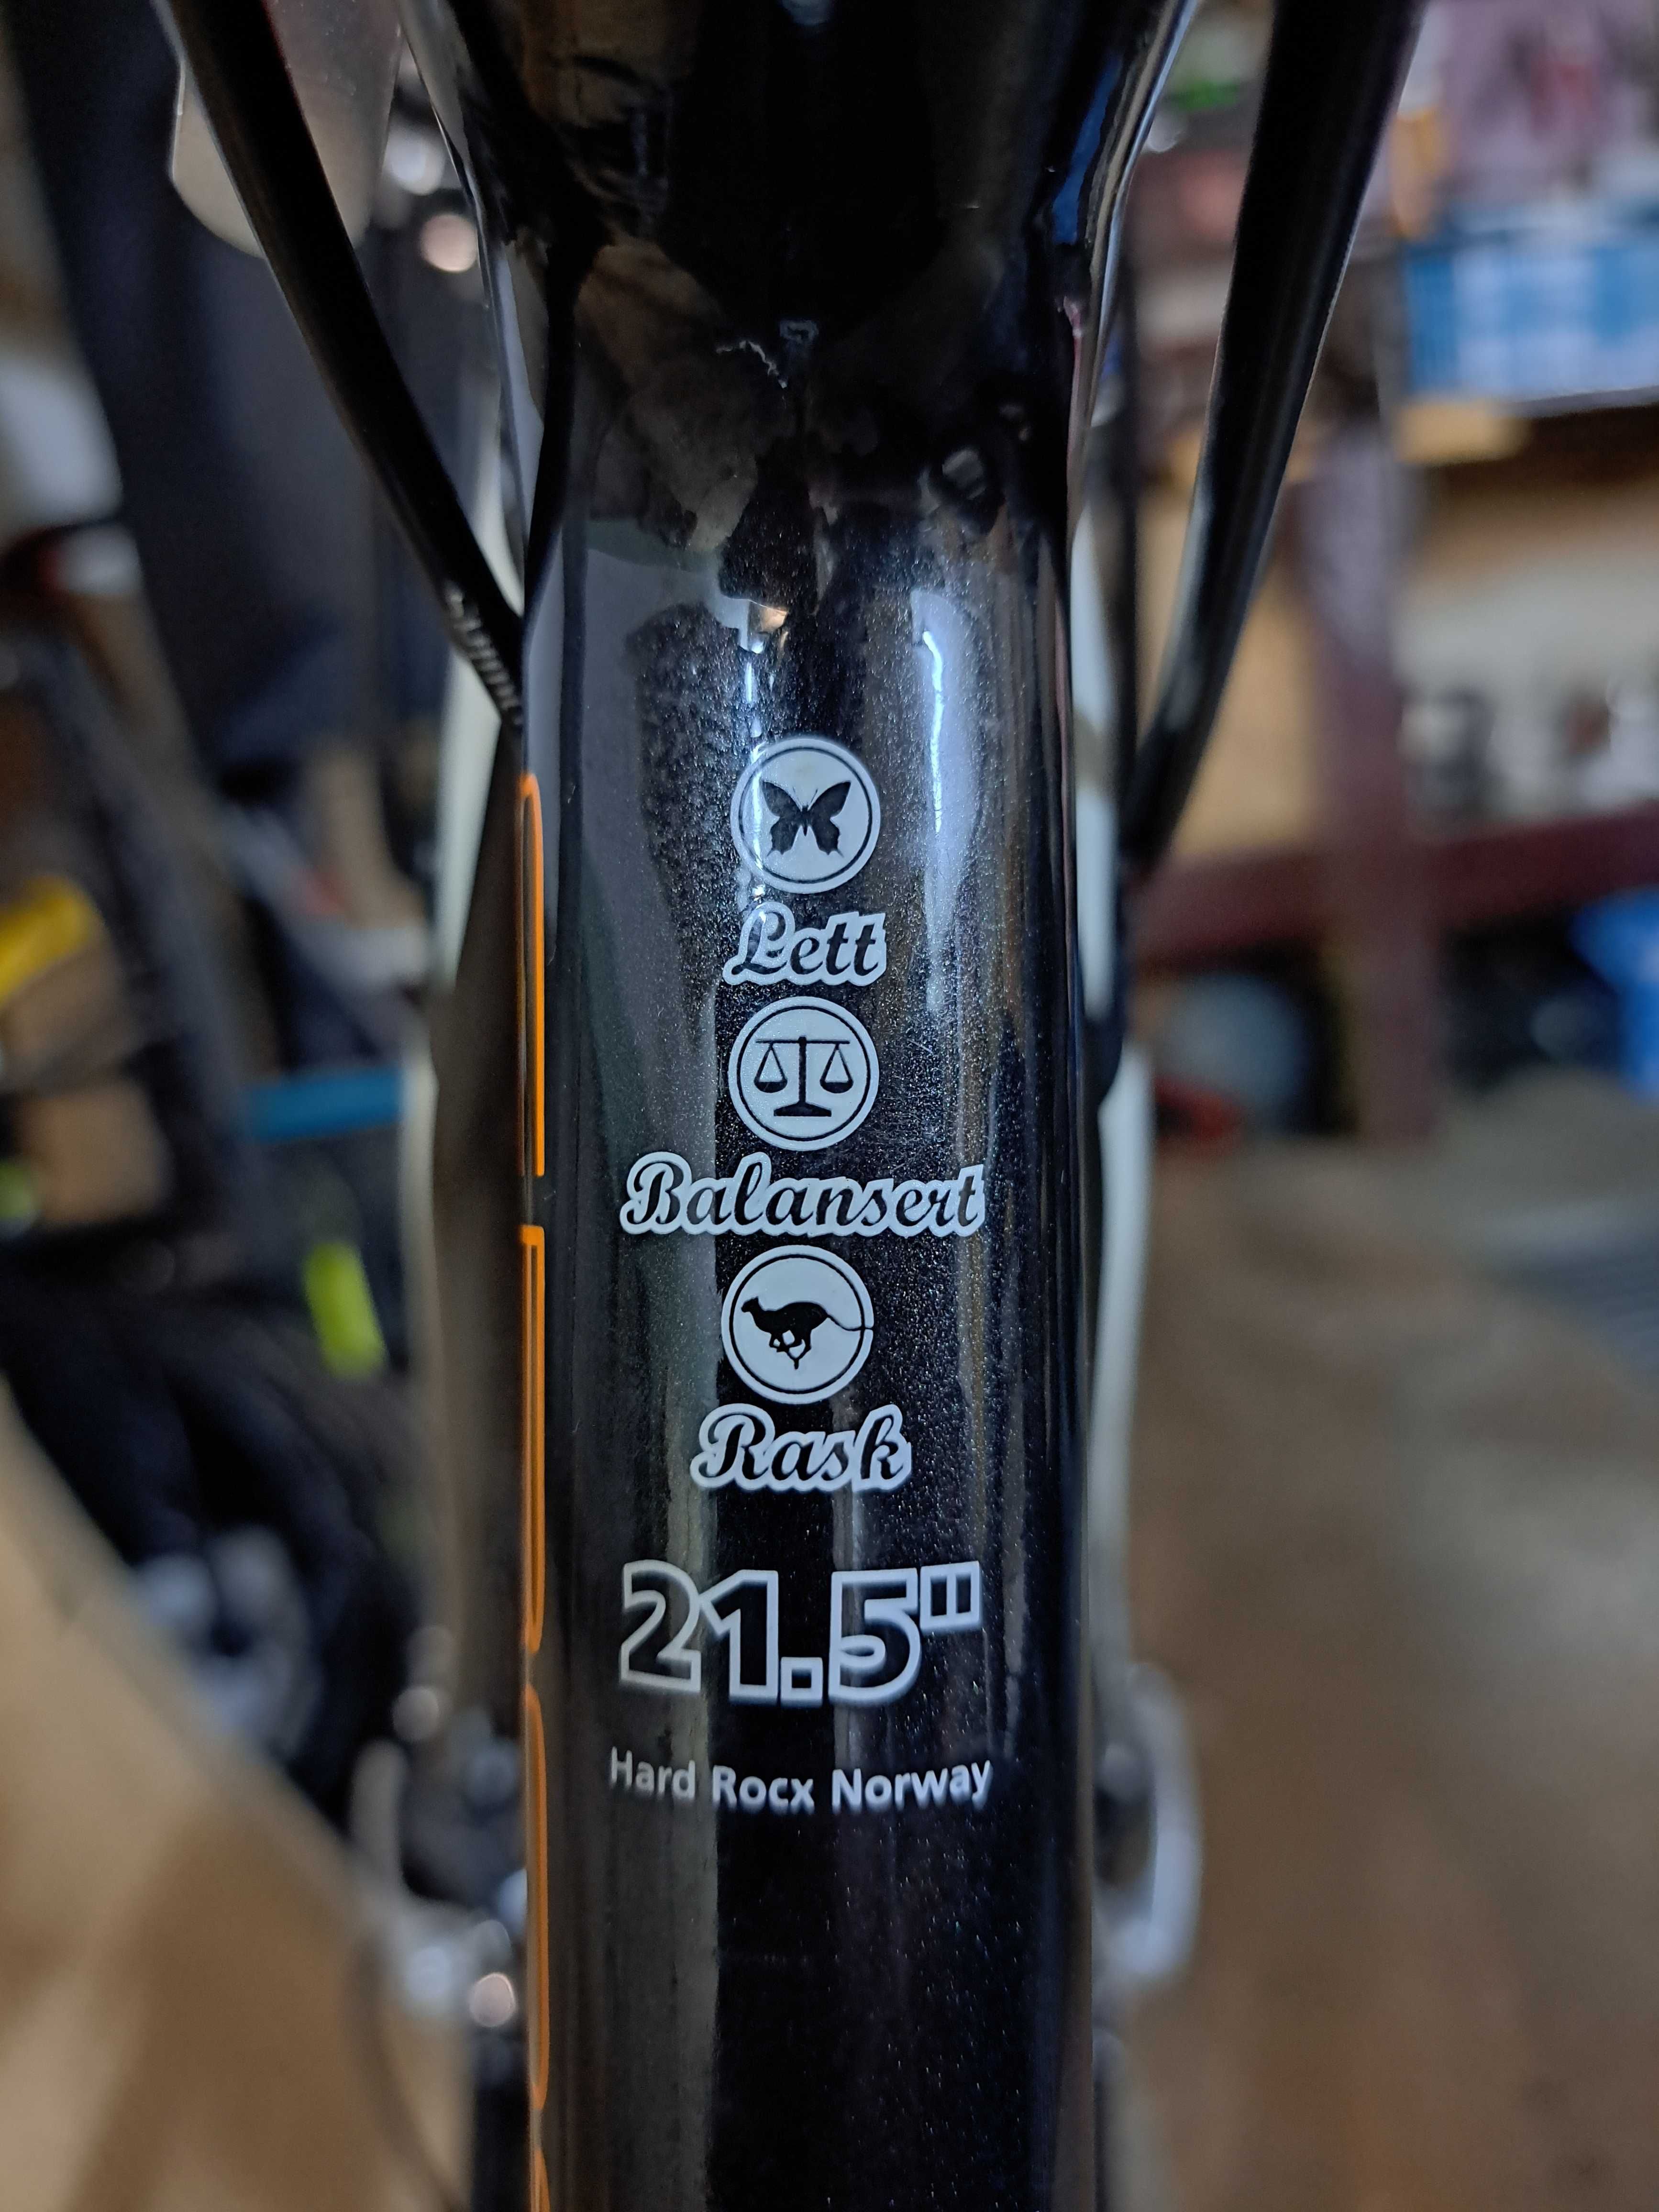 Lett
Balansert
Rask
21.5"
Hard Rocx Norway